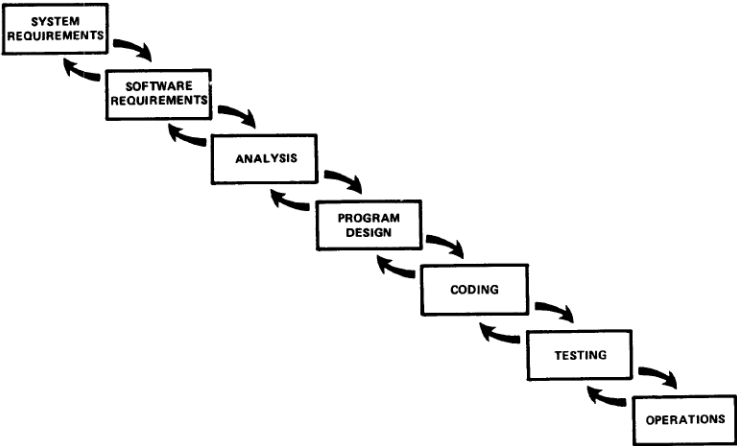 SYSTEM
REQUIREMENTS
SOFTWARE
REQUIREMENTS
ANALYSIS
PROGRAM
DESIGN
CODING
TESTING
OPERATIONS